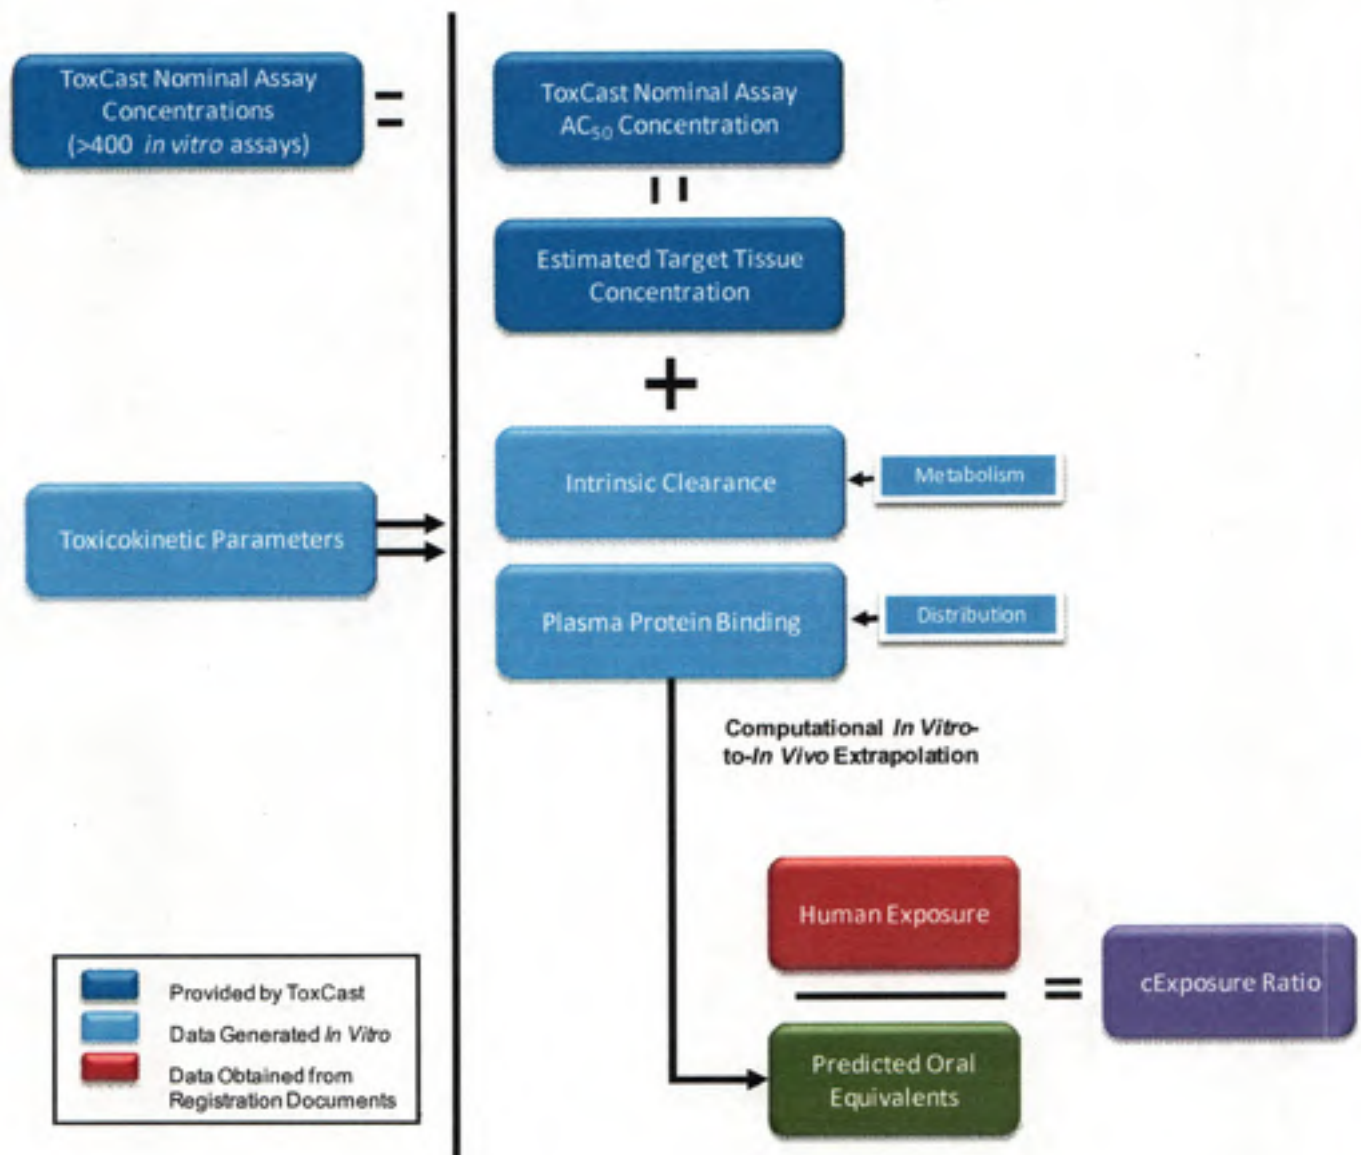 ToxCast Nominal Assay
Concentrations
(>400 in vitro assays)
=
ToxCast Nominal Assay
AC50 Concentration
=
Estimated Target Tissue
Concentration
+
Intrinsic Clearance
Metabolism
Toxicokinetic Parameters
Plasma Protein Binding
Distribution
Computational In Vitro-
to-In Vivo Extrapolation
Human Exposure
=
cExposure Ratio
Predicted Oral
Equivalents
Provided by ToxCast
Data Generated In Vitro
Data Obtained from
Registration Documents